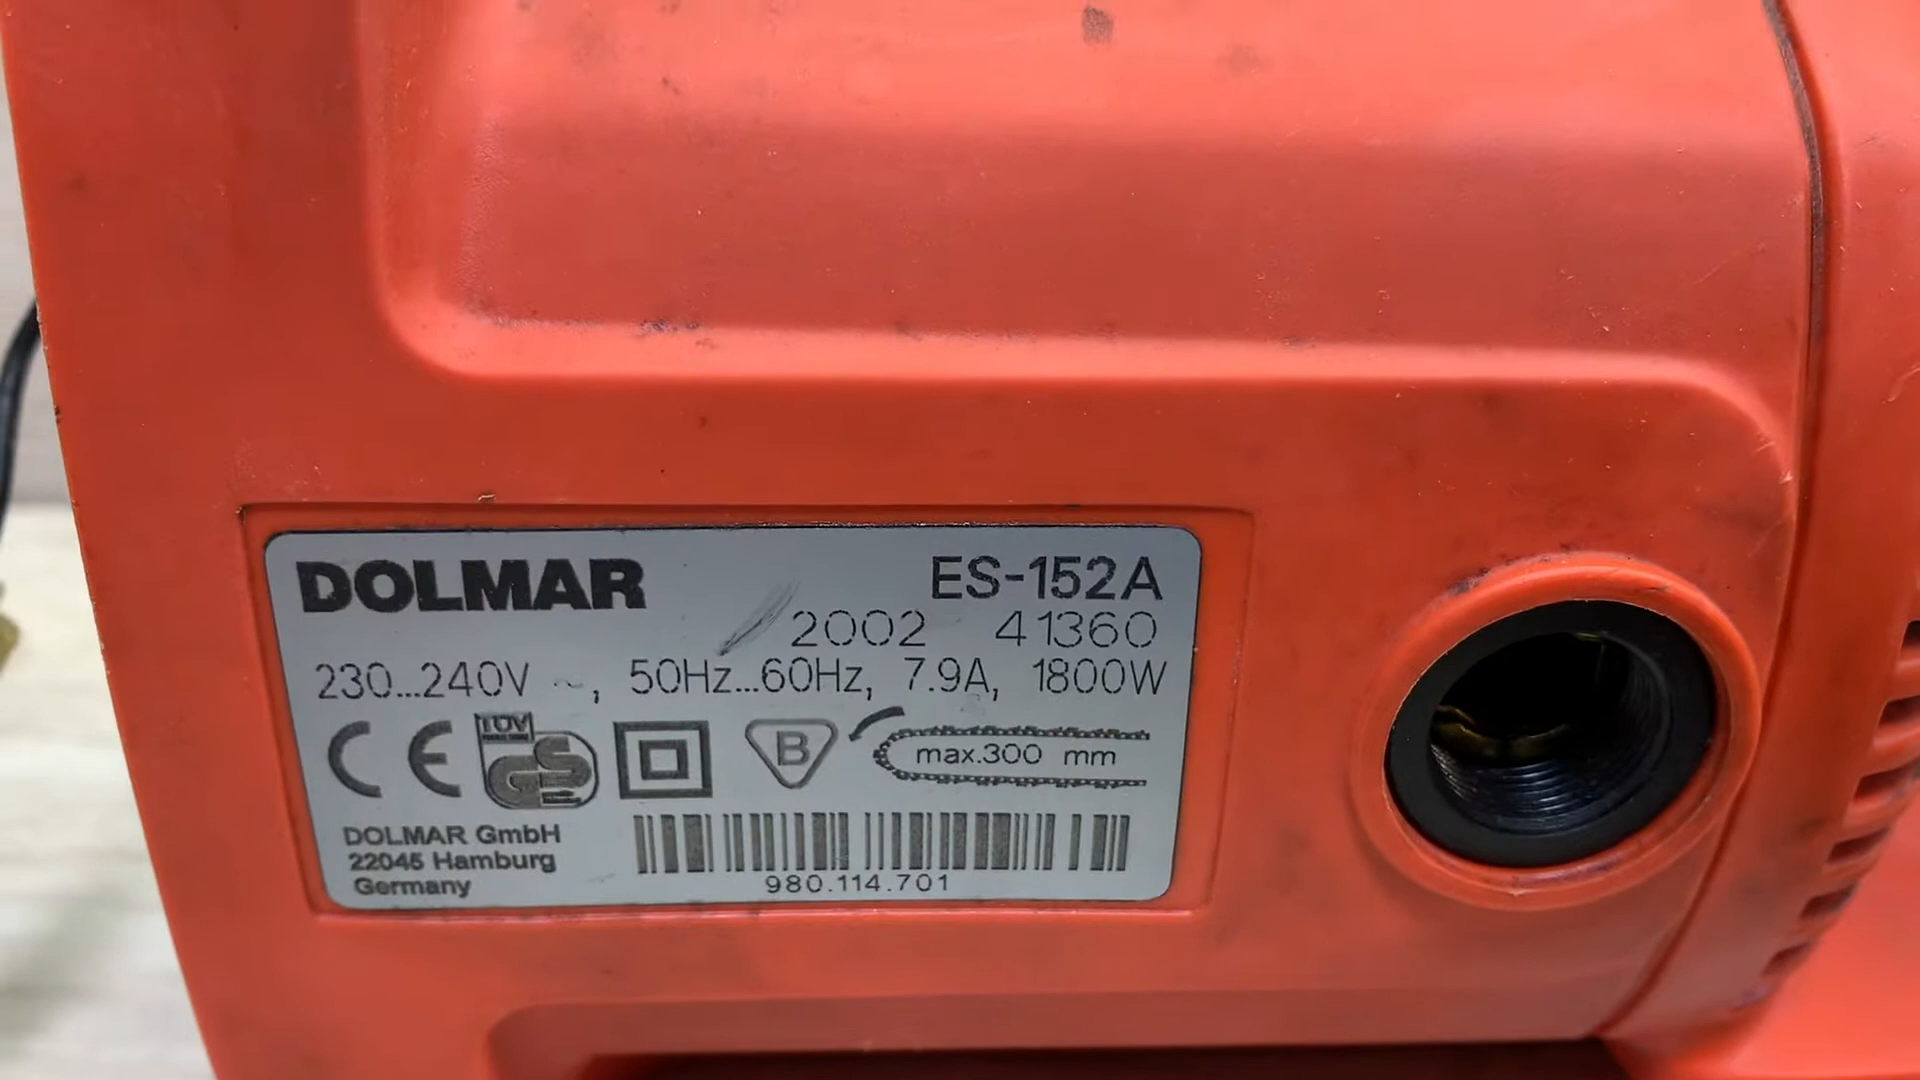 DOLMAR ES-152A
2002 41360
230...240V ~, 50Hz...60Hz, 7.9A, 1800W
CE TÜV GS B max.300 mm
DOLMAR GmbH
22045 Hamburg
Germany
980.114.701